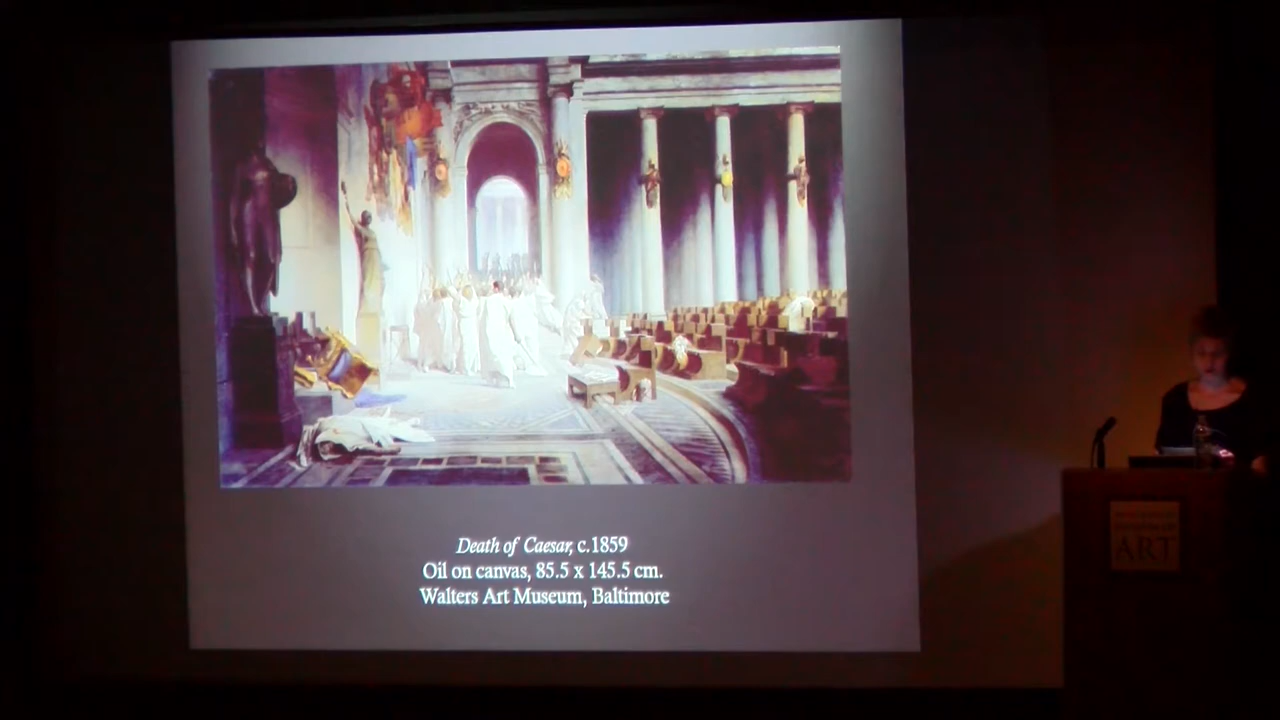 Death of Caesar, c.1859
Oil on canvas, 85.5 x 145.5 cm.
Walters Art Museum, Baltimore
ART